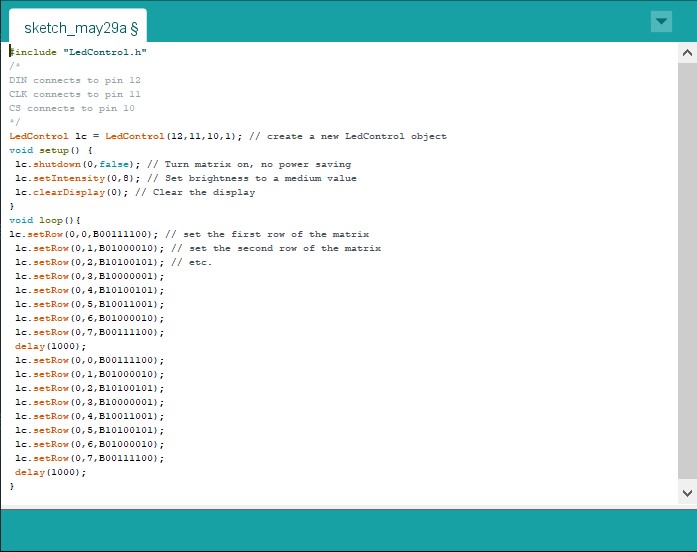 sketch_may29a §
#include "LedControl.h"
/*
DIN connects to pin 12
CLK connects to pin 11
CS connects to pin 10
*/
LedControl lc = LedControl(12,11,10,1); // create a new LedControl object
void setup() {
lc.shutdown(0,false); // Turn matrix on, no power saving
lc.setIntensity(0,8); // Set brightness to a medium value
lc.clearDisplay(0); // Clear the display
}
void loop(){
lc.setRow(0,0,B00111100); // set the first row of the matrix
lc.setRow(0,1,B01000010); // set the second row of the matrix
lc.setRow(0,2,B10100101); // etc.
lc.setRow(0,3,B10000001);
lc.setRow(0,4,B10100101);
lc.setRow(0,5,B10011001);
lc.setRow(0,6,B01000010);
lc.setRow(0,7,B00111100);
delay(1000);
lc.setRow(0,0,B00111100);
lc.setRow(0,1,B01000010);
lc.setRow(0,2,B10100101);
lc.setRow(0,3,B10000001);
lc.setRow(0,4,B10011001);
lc.setRow(0,5,B10100101);
lc.setRow(0,6,B01000010);
lc.setRow(0,7,B00111100);
delay(1000);
}